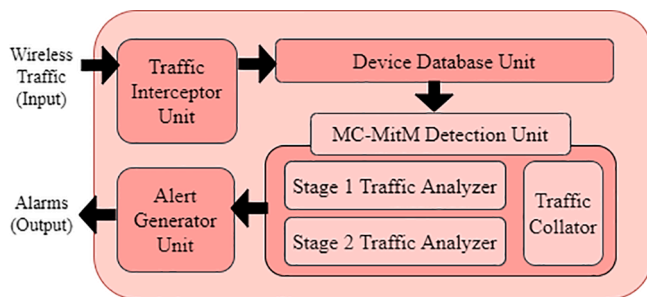 Wireless
Traffic
(Input)
Traffic
Interceptor
Unit
Device Database Unit
MC-MitM Detection Unit
Stage 1 Traffic Analyzer
Stage 2 Traffic Analyzer
Traffic
Collator
Alert
Generator
Unit
Alarms
(Output)